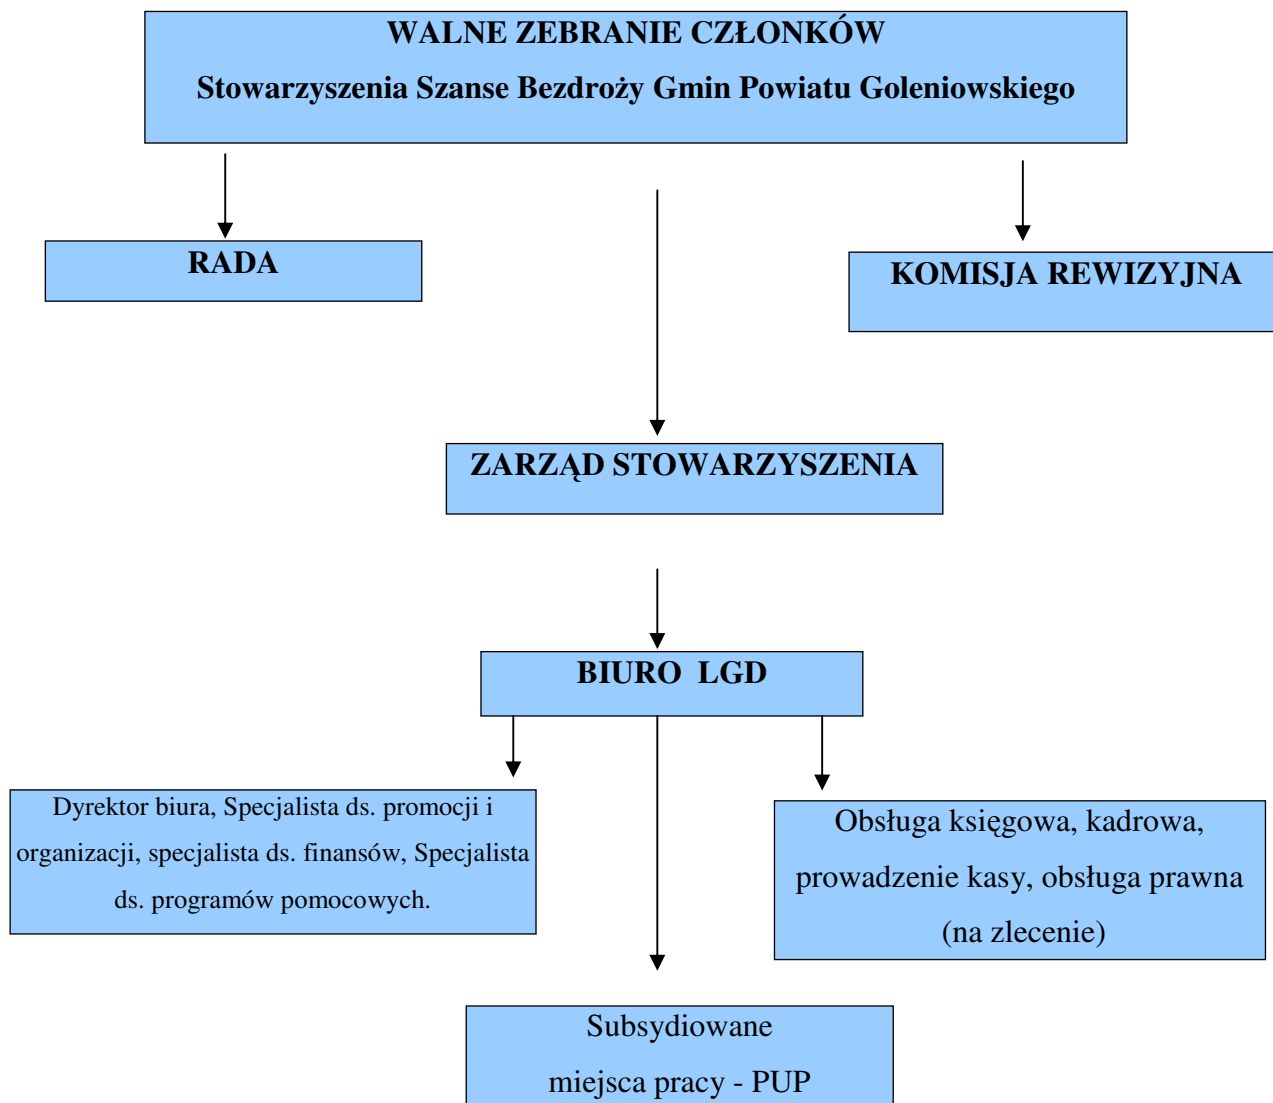 WALNE ZEBRANIE CZŁONKÓW
Stowarzyszenia Szanse Bezdroży Gmin Powiatu Goleniowskiego
RADA
KOMISJA REWIZYJNA
ZARZĄD STOWARZYSZENIA
BIURO LGD
Dyrektor biura, Specjalista ds. promocji i
organizacji, specjalista ds. finansów, Specjalista
ds. programów pomocowych.
Obsługa księgowa, kadrowa,
prowadzenie kasy, obsługa prawna
(na zlecenie)
Subsydiowane
miejsca pracy - PUP